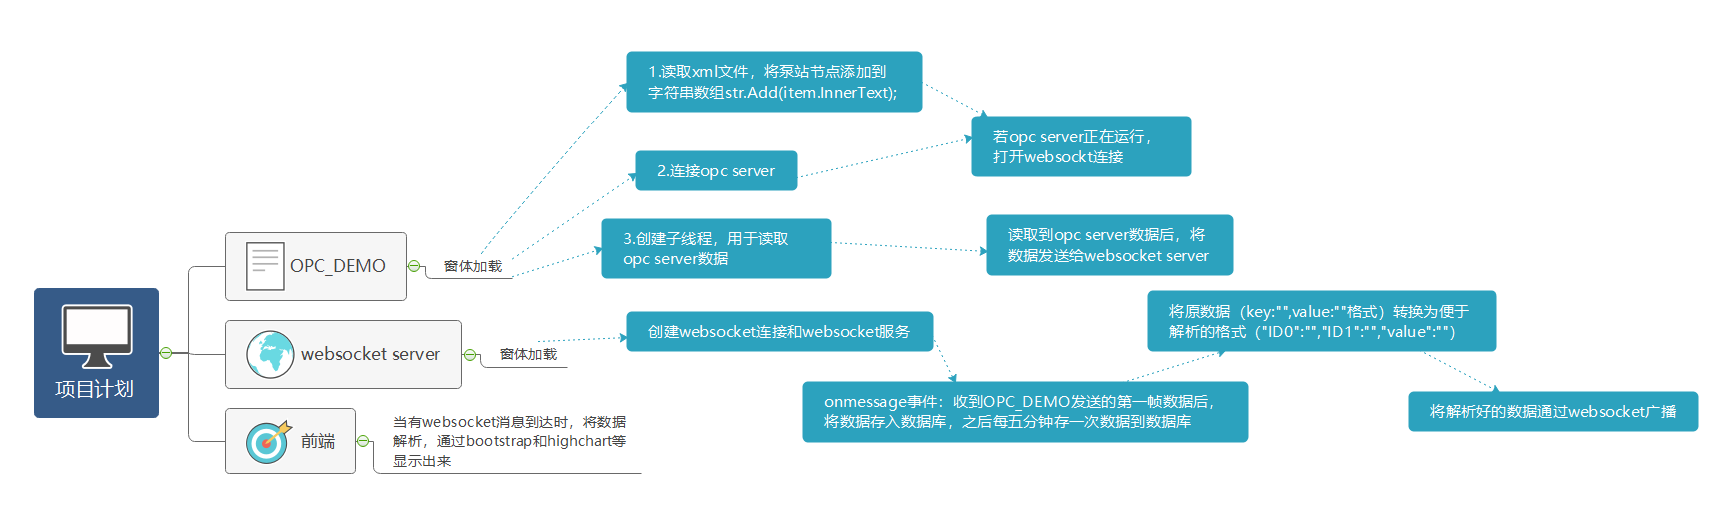 项目计划
OPC_DEMO
窗体加载
1.读取xml文件，将泵站节点添加到
字符串数组str.Add(item.InnerText);
2.连接opc server
若opc server正在运行，
打开websockt连接
3.创建子线程，用于读取
opc server数据
读取到opc server数据后，将
数据发送给websocket server
websocket server
窗体加载
创建websocket连接和websocket服务
onmessage事件：收到OPC_DEMO发送的第一帧数据后，
将数据存入数据库，之后每五分钟存一次数据到数据库
将原数据（key:"",value:""格式）转换为便于
解析的格式（"ID0":"","ID1":"","value":""）
将解析好的数据通过websocket广播
前端
当有websocket消息到达时，将数据
解析，通过bootstrap和highchart等
显示出来